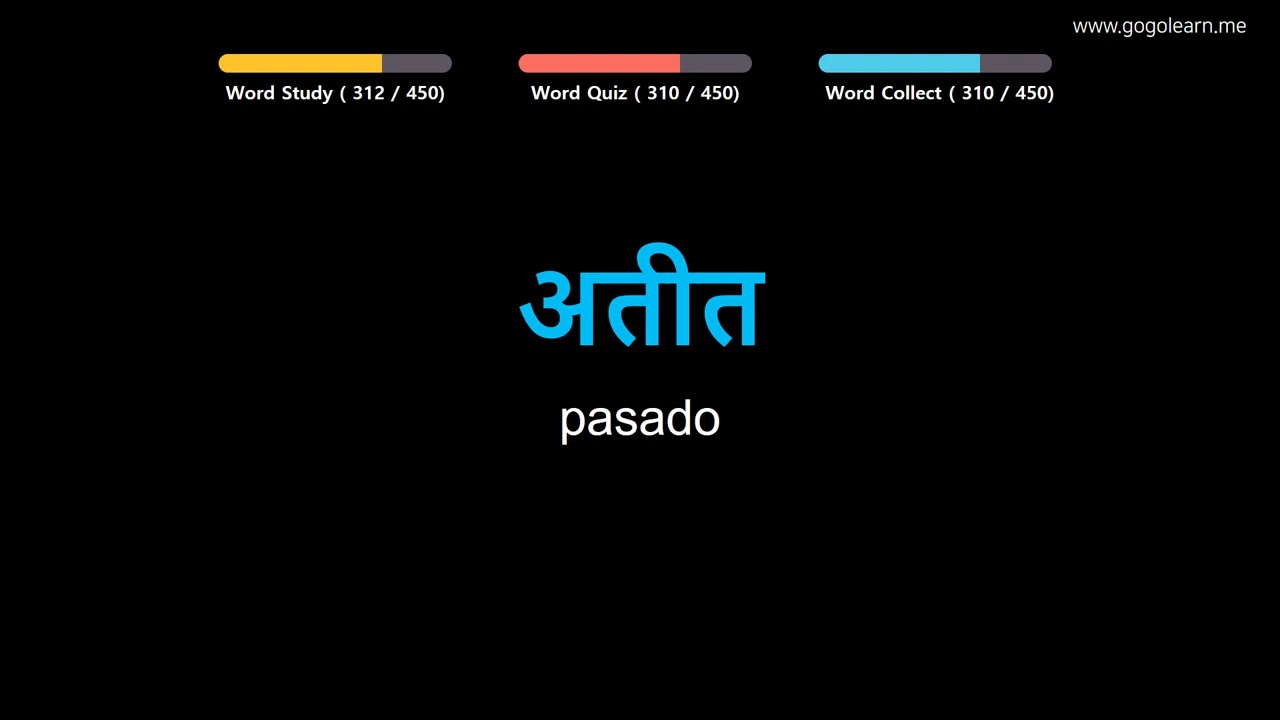 www.gogolearn.me
Word Study ( 312 / 450)
Word Quiz ( 310 / 450)
Word Collect ( 310 / 450)
अतीत
pasado